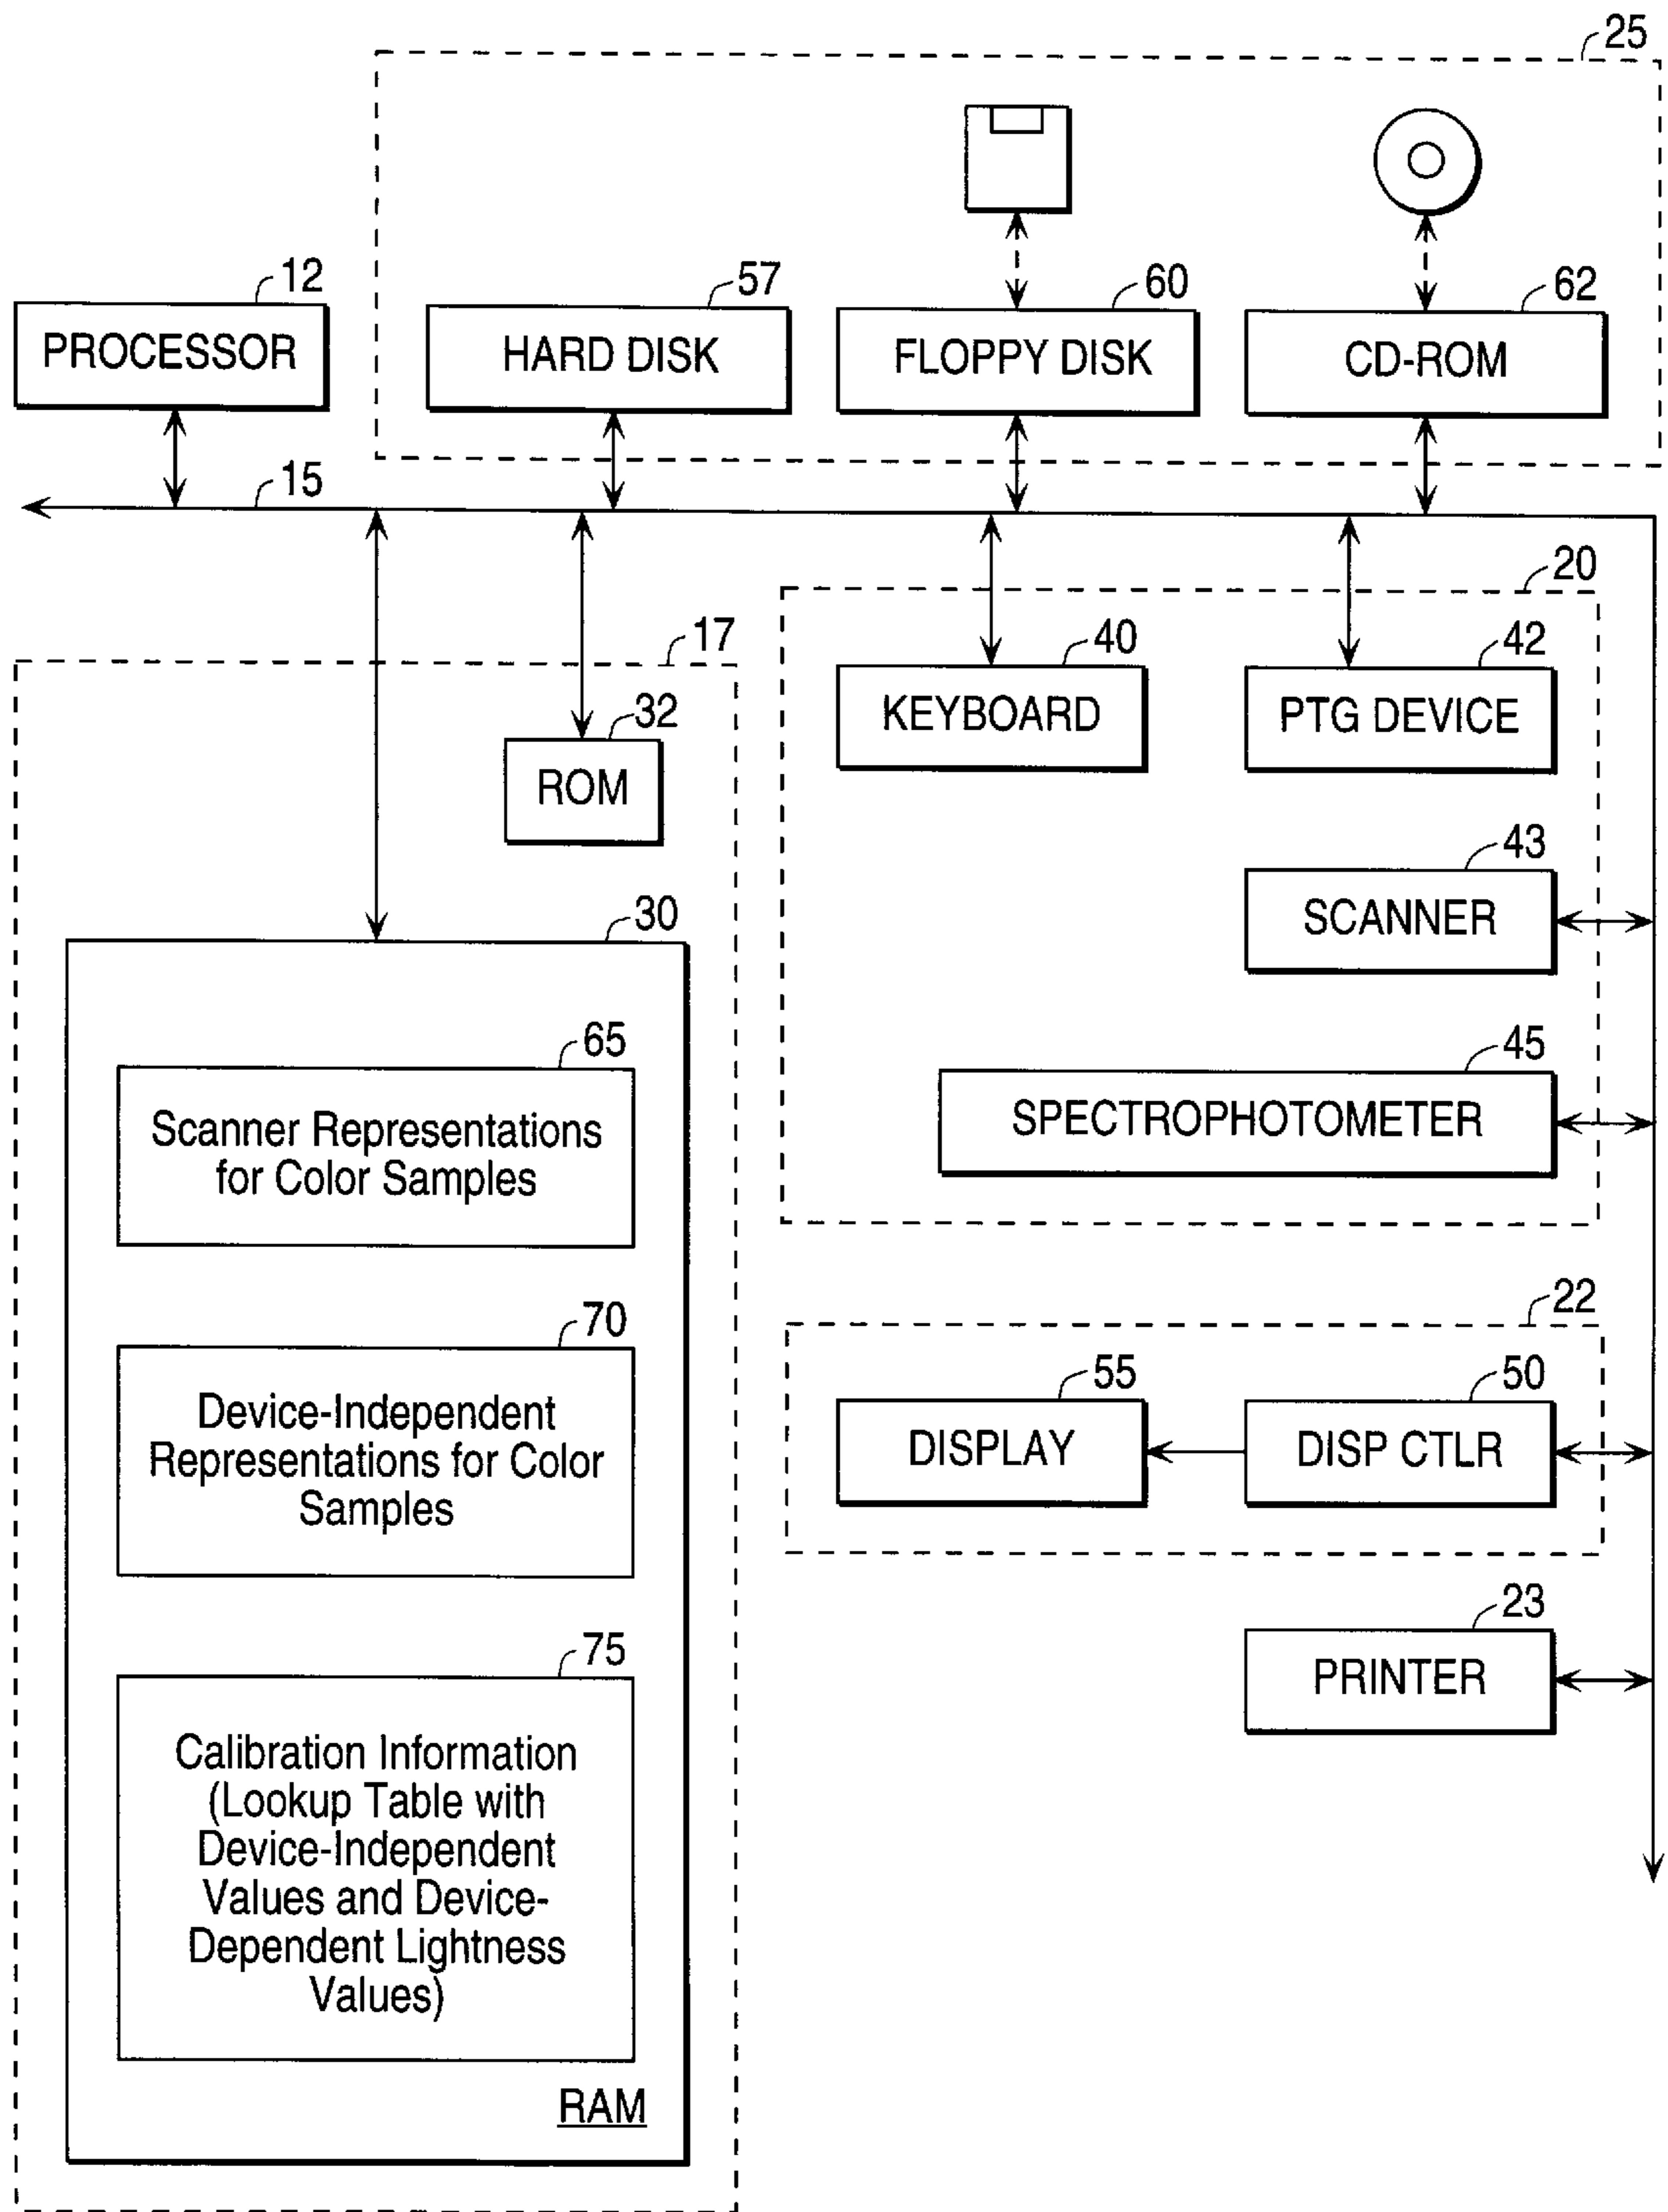 25
12
57
60
62
PROCESSOR
HARD DISK
FLOPPY DISK
CD-ROM
15
20
17
40
42
KEYBOARD
PTG DEVICE
32
ROM
43
SCANNER
30
45
SPECTROPHOTOMETER
65
Scanner Representations
for Color Samples
22
70
55
50
Device-Independent
Representations for Color
Samples
DISPLAY
DISP CTLR
23
PRINTER
75
Calibration Information
(Lookup Table with
Device-Independent
Values and Device-
Dependent Lightness
Values)
RAM